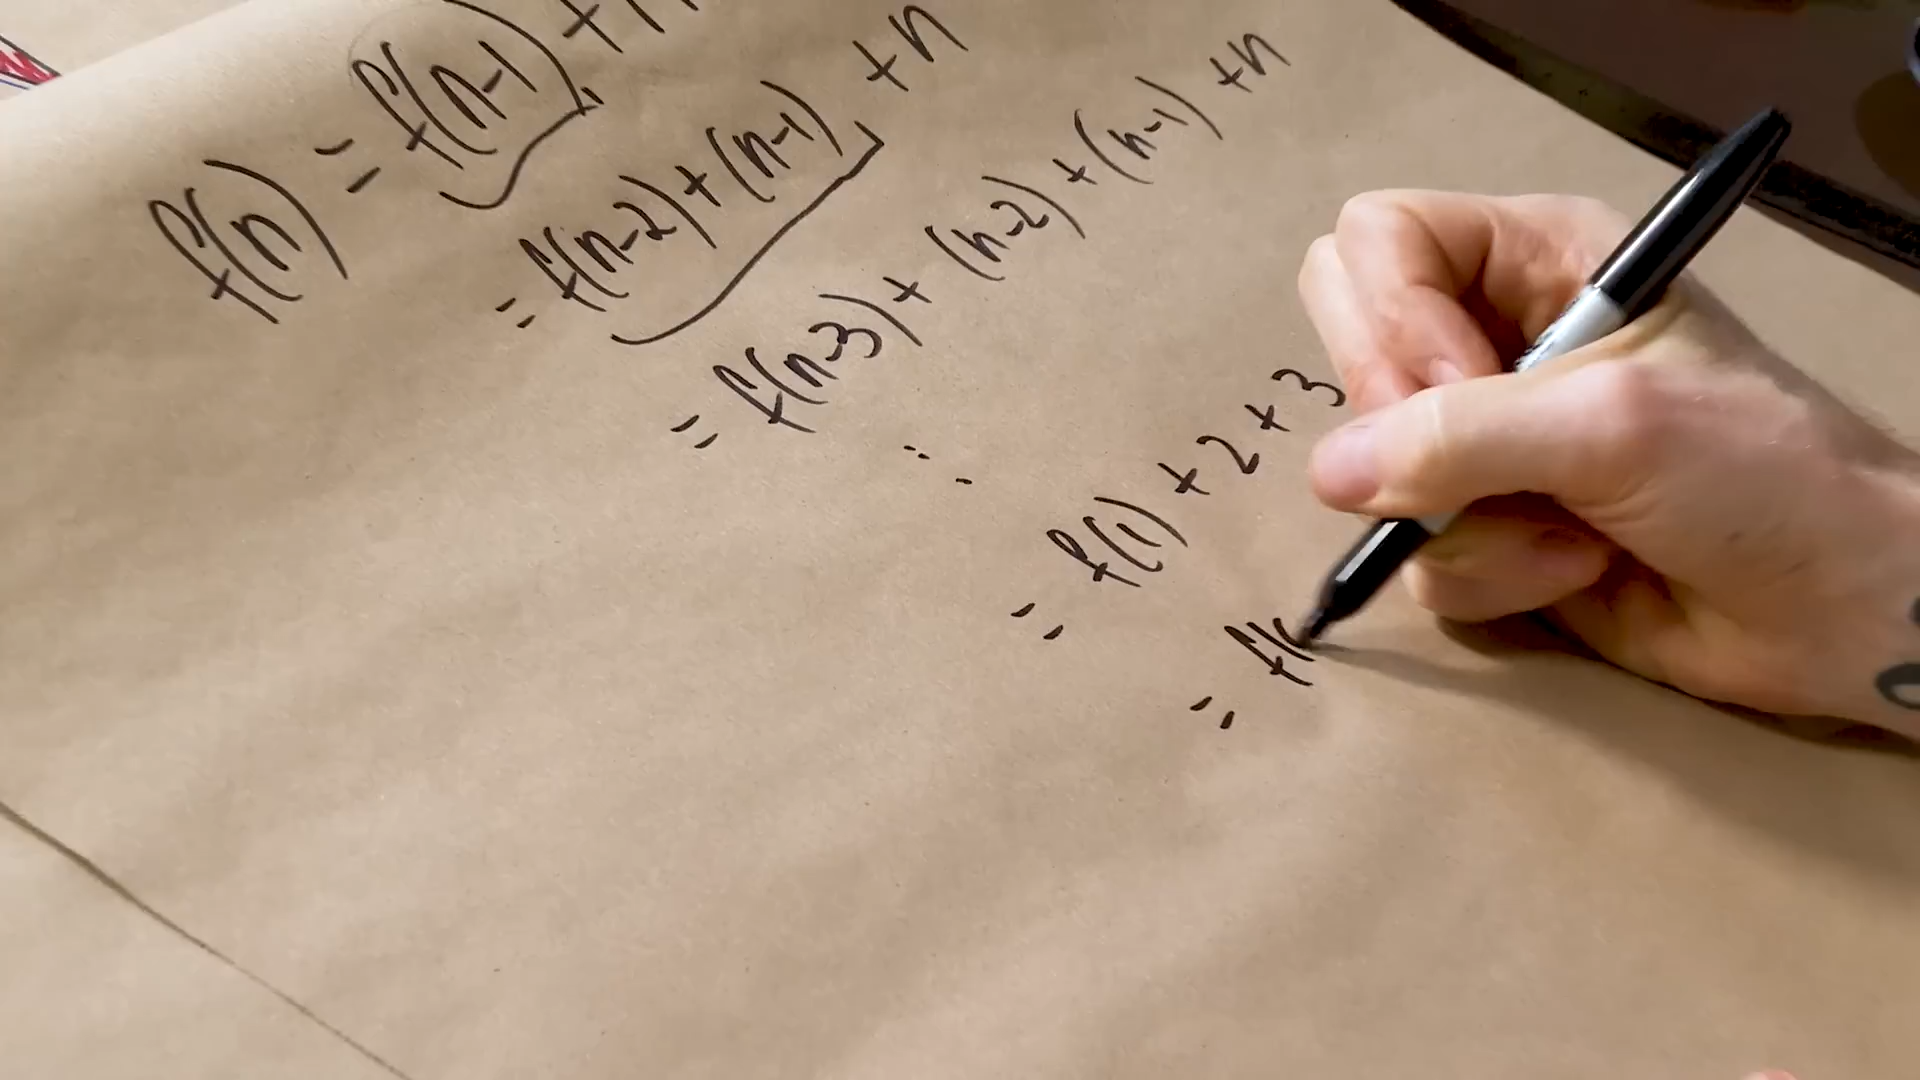 f(n) = f(n-1) + n
= f(n-2) + (n-1) + n
= f(n-3) + (n-2) + (n-1) + n
⋱
= f(1) + 2 + 3
= f(